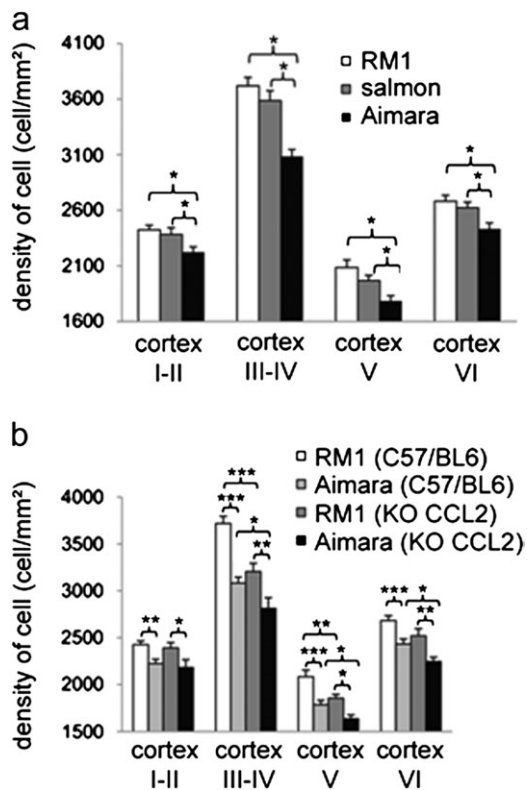 a
density of cell (cell/mm²)
4100
3600
3100
2600
2100
1600
RM1
salmon
Aimara
* * * * * * * *
cortex cortex cortex cortex
I-II III-IV V VI
b
density of cell (cell/mm²)
4000
3500
3000
2500
2000
1500
RM1 (C57/BL6)
Aimara (C57/BL6)
RM1 (KO CCL2)
Aimara (KO CCL2)
** *
*** *** * **
** *** * *
*** * **
cortex cortex cortex cortex
I-II III-IV V VI